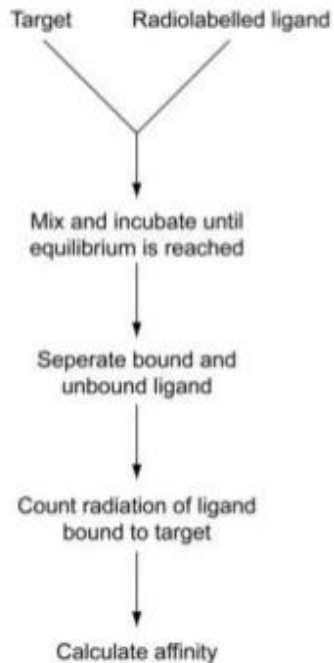 Target Radiolabelled ligand
Mix and incubate until
equilibrium is reached
Seperate bound and
unbound ligand
Count radiation of ligand
bound to target
Calculate affinity